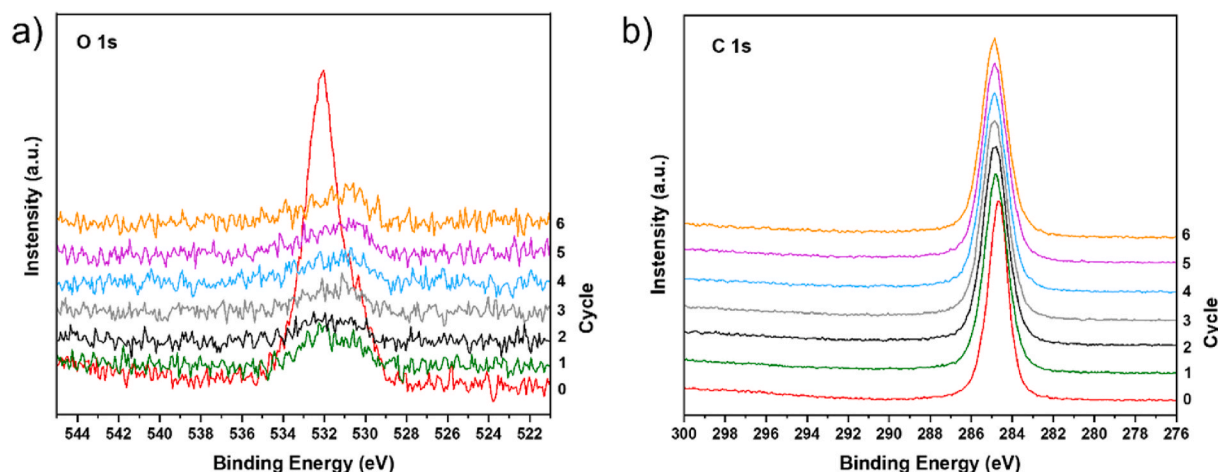 a)
O 1s
Instensity (a.u.)
6
5
4
3
2
1
0
Cycle
544 542 540 538 536 534 532 530 528 526 524 522
Binding Energy (eV)
b)
C 1s
Instensity (a.u.)
6
5
4
3
2
1
0
Cycle
300 298 296 294 292 290 288 286 284 282 280 278 276
Binding Energy (eV)